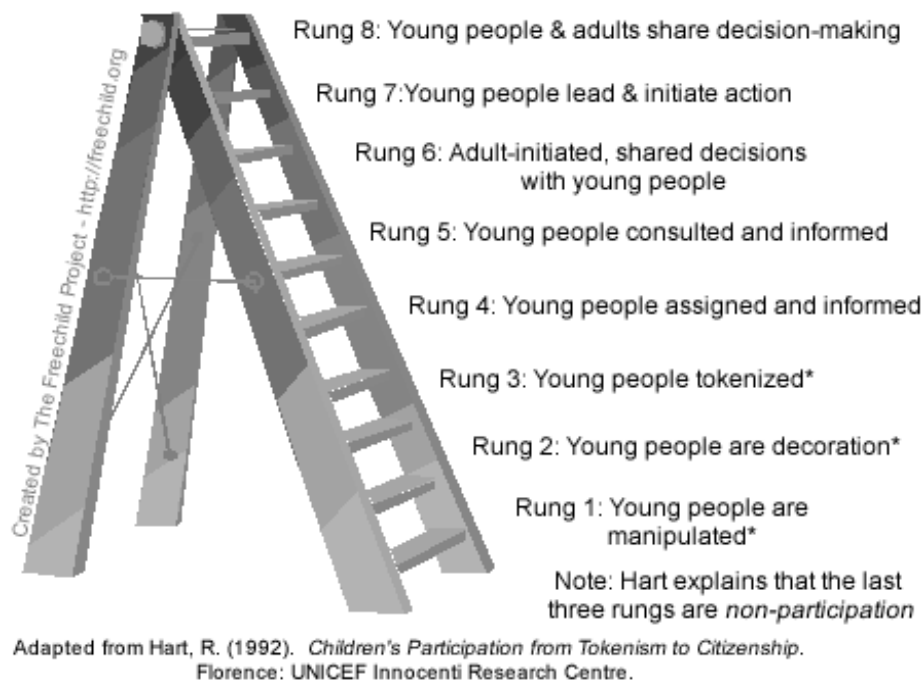 Rung 8: Young people & adults share decision-making
Rung 7:Young people lead & initiate action
Rung 6: Adult-initiated, shared decisions
with young people
Rung 5: Young people consulted and informed
Rung 4: Young people assigned and informed
Rung 3: Young people tokenized*
Rung 2: Young people are decoration*
Rung 1: Young people are
manipulated*
Note: Hart explains that the last
three rungs are non-participation
Created by The Freechild Project - http://freechild.org
Adapted from Hart, R. (1992). Children's Participation from Tokenism to Citizenship.
Florence: UNICEF Innocenti Research Centre.